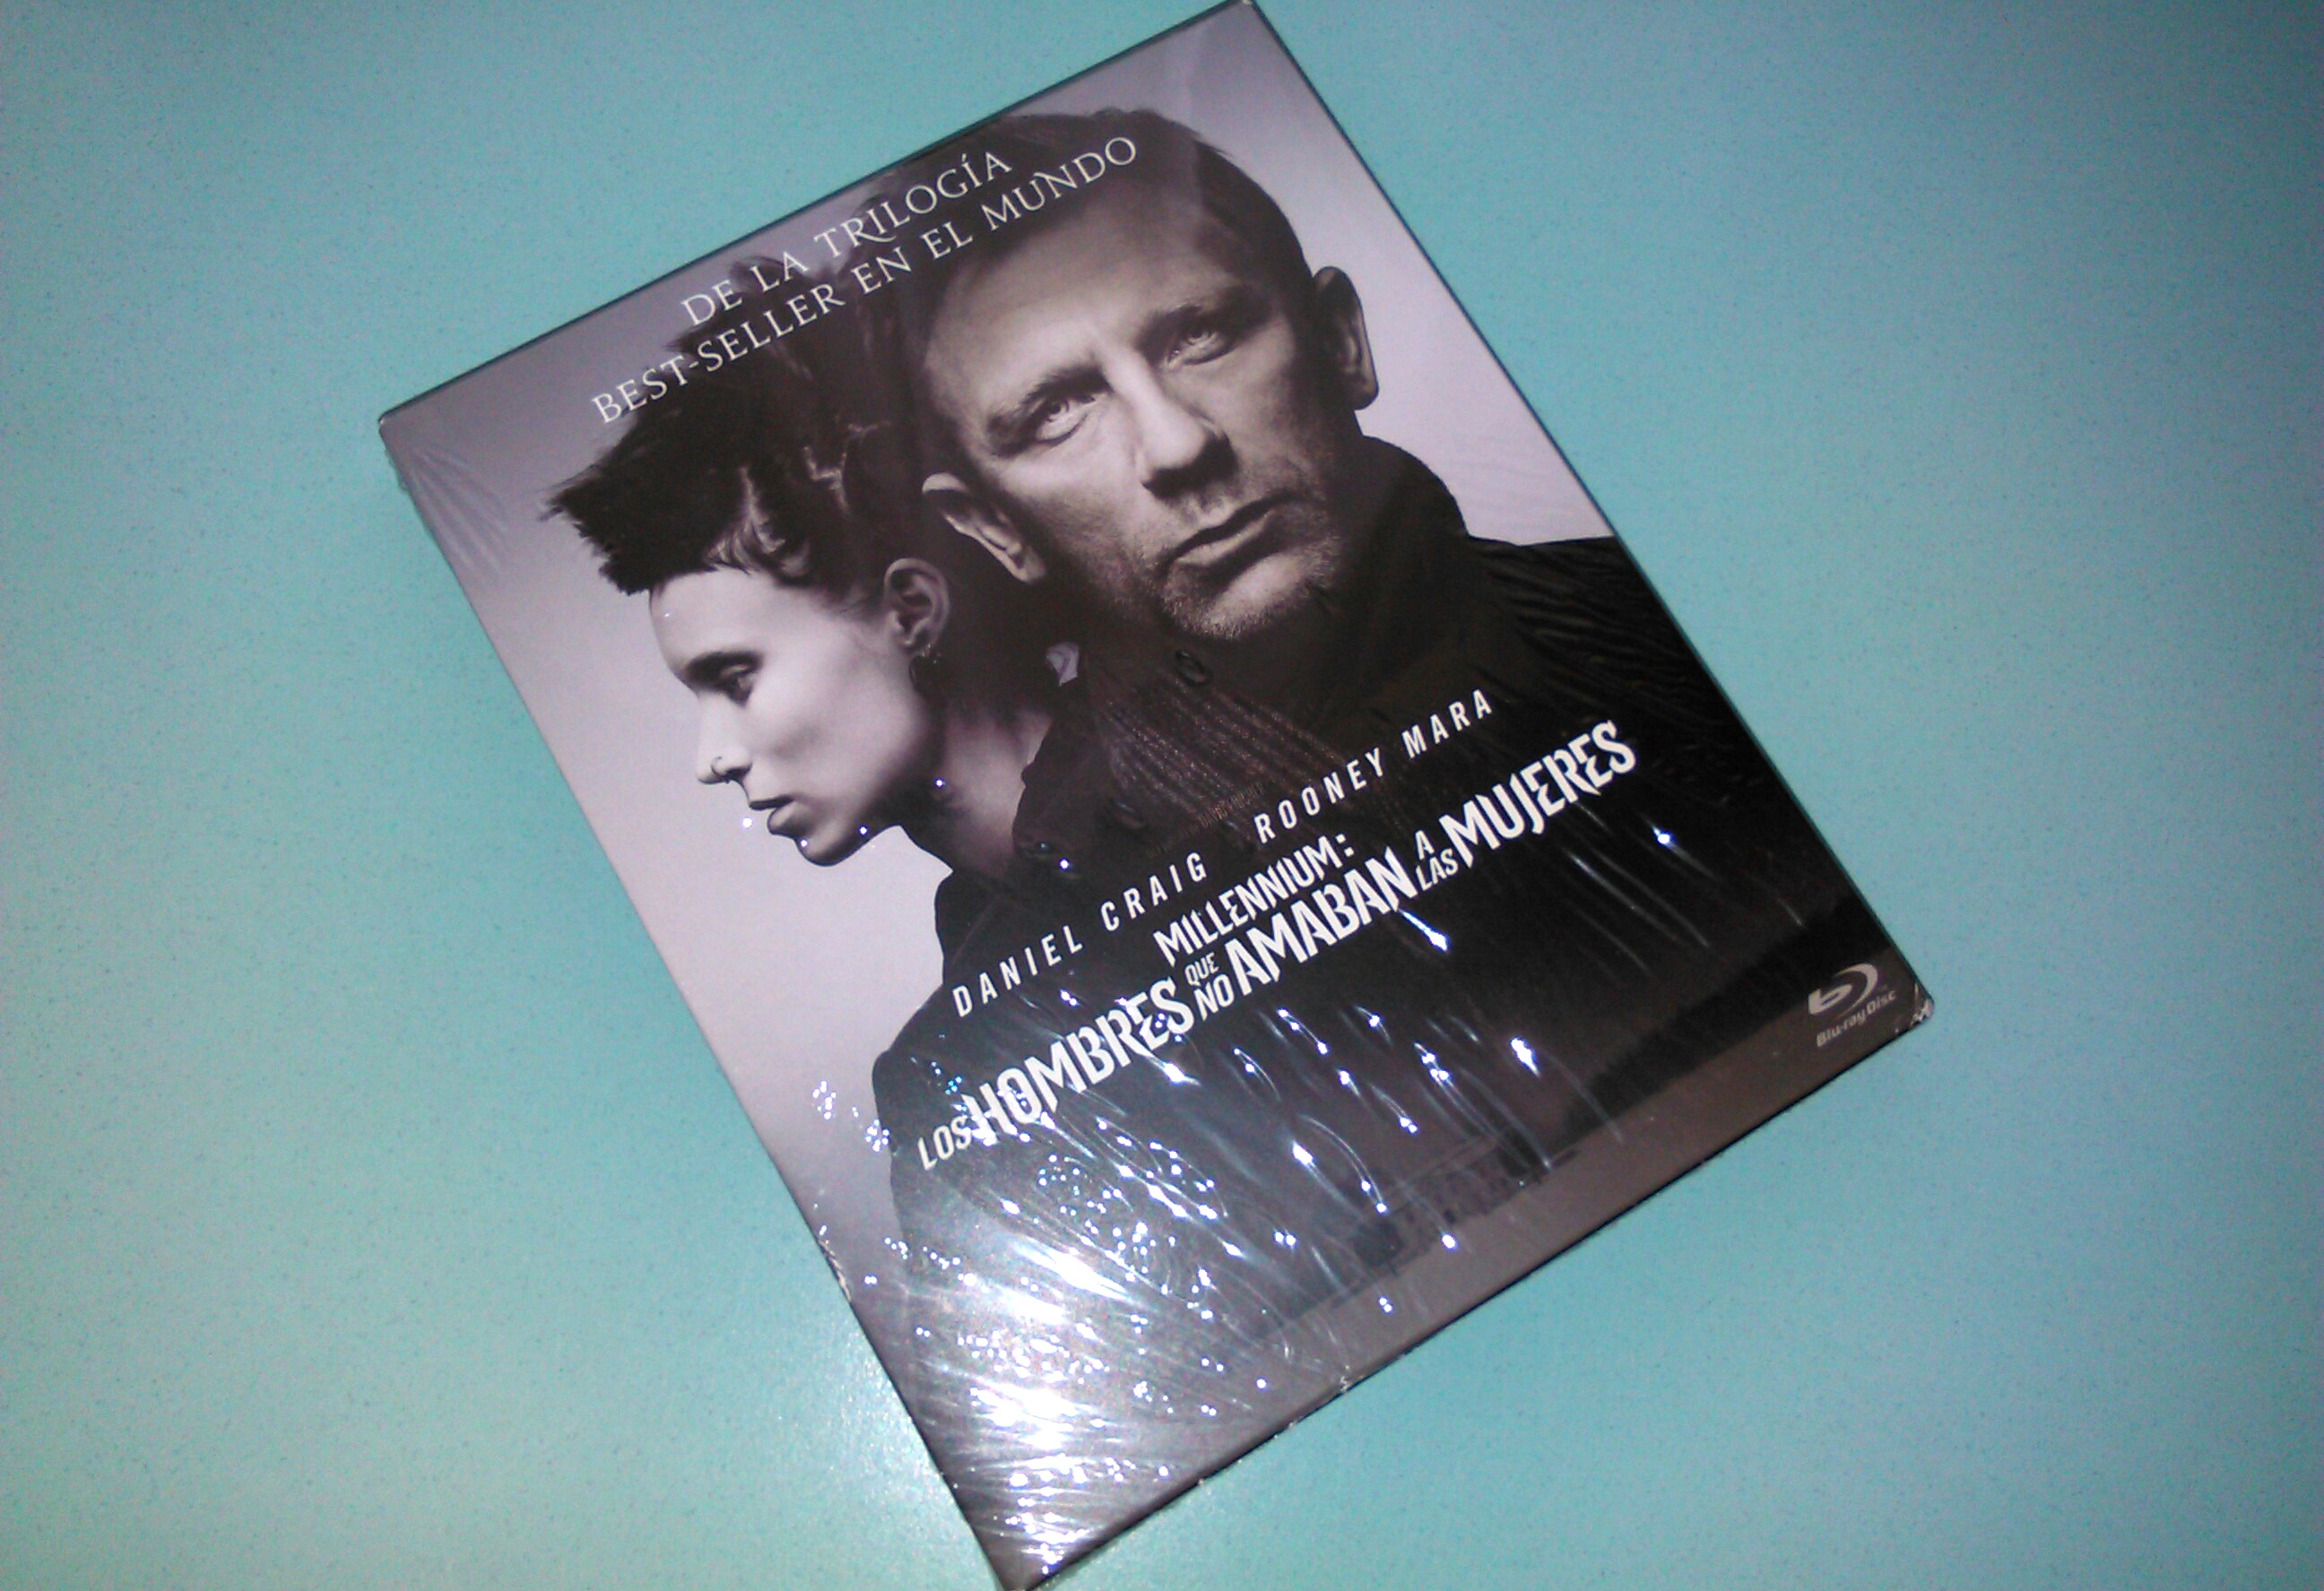 DE LA TRILOGÍA
BEST-SELLER EN EL MUNDO
DANIEL CRAIG ROONEY MARA
MILLENNIUM:
LOS HOMBRES QUE NO AMABAN A LAS MUJERES
Blu-ray Disc